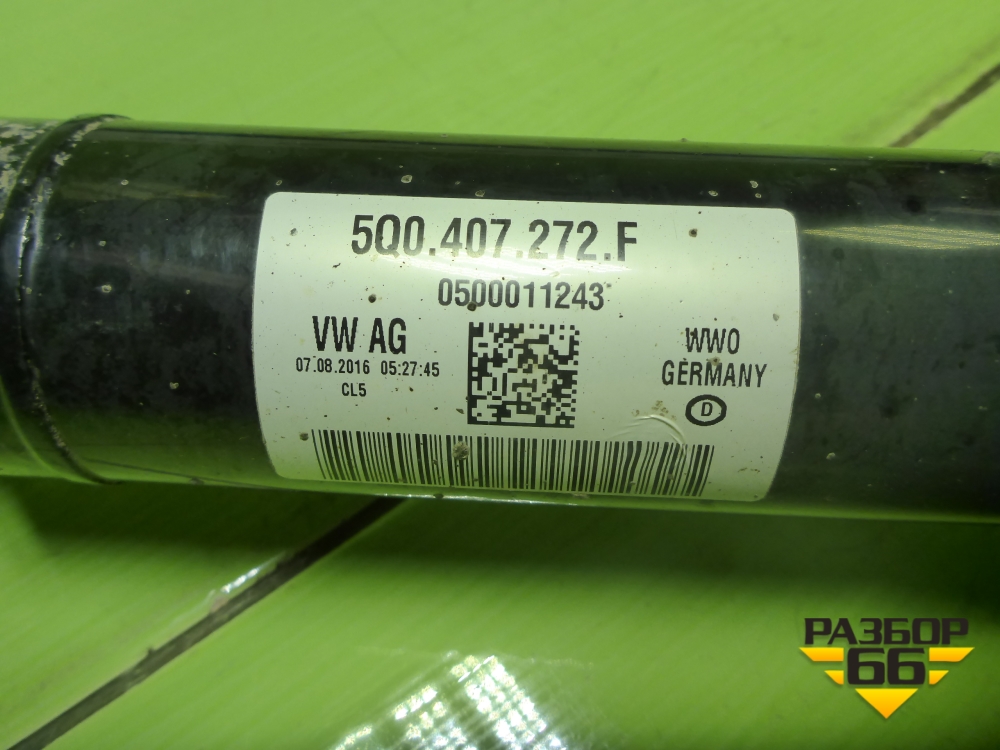 5Q0.407.272.F
0500011243
VW AG
07.08.2016 05:27:45
CL5
WWO
GERMANY
D
РАЗБОР
66